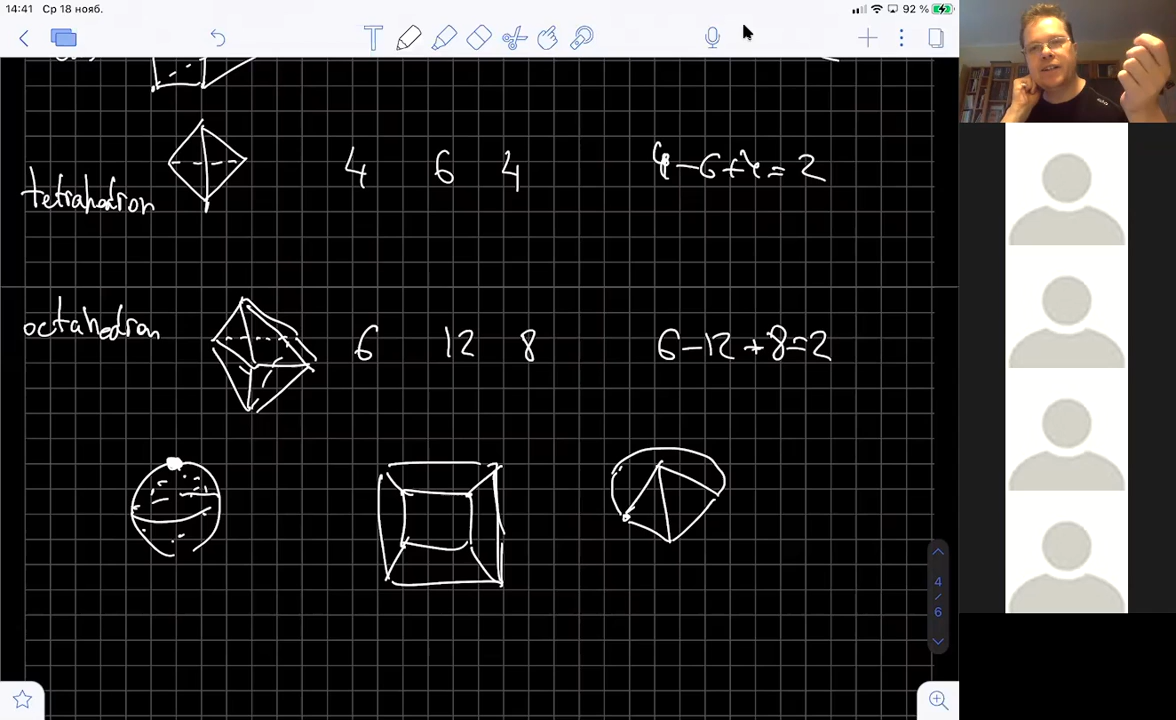 14:41 Ср 18 нояб. 92 %
tetrahedron 4 6 4 4-6+4=2
octahedron 6 12 8 6-12+8=2
4
/
6